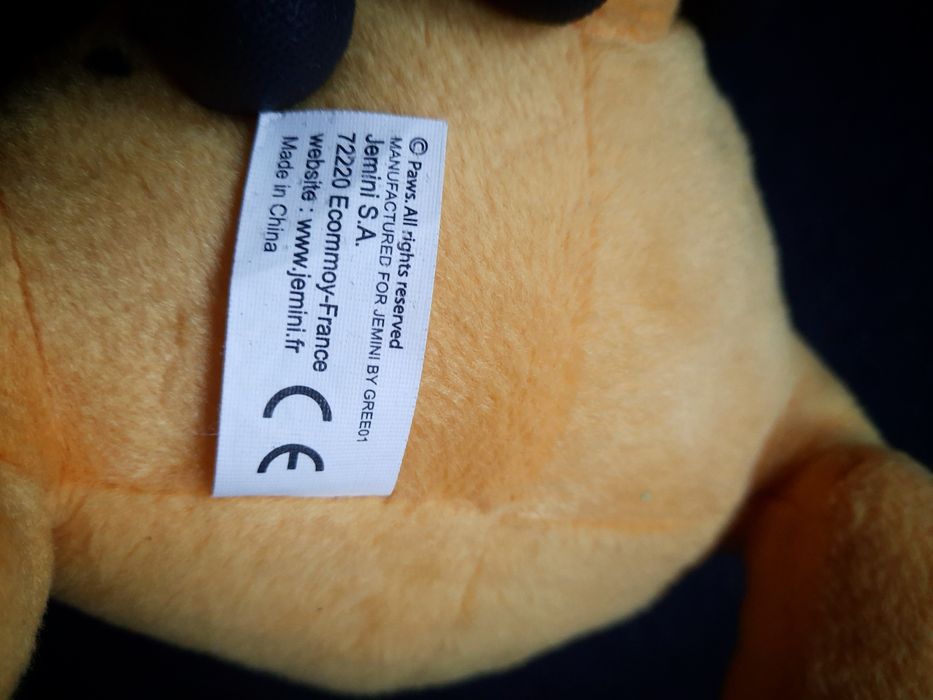 © Paws. All rights reserved
MANUFACTURED FOR JEMINI BY GREE01
Jemini S.A.
72220 Ecommoy-France
website : www.jemini.fr
Made in China
CE